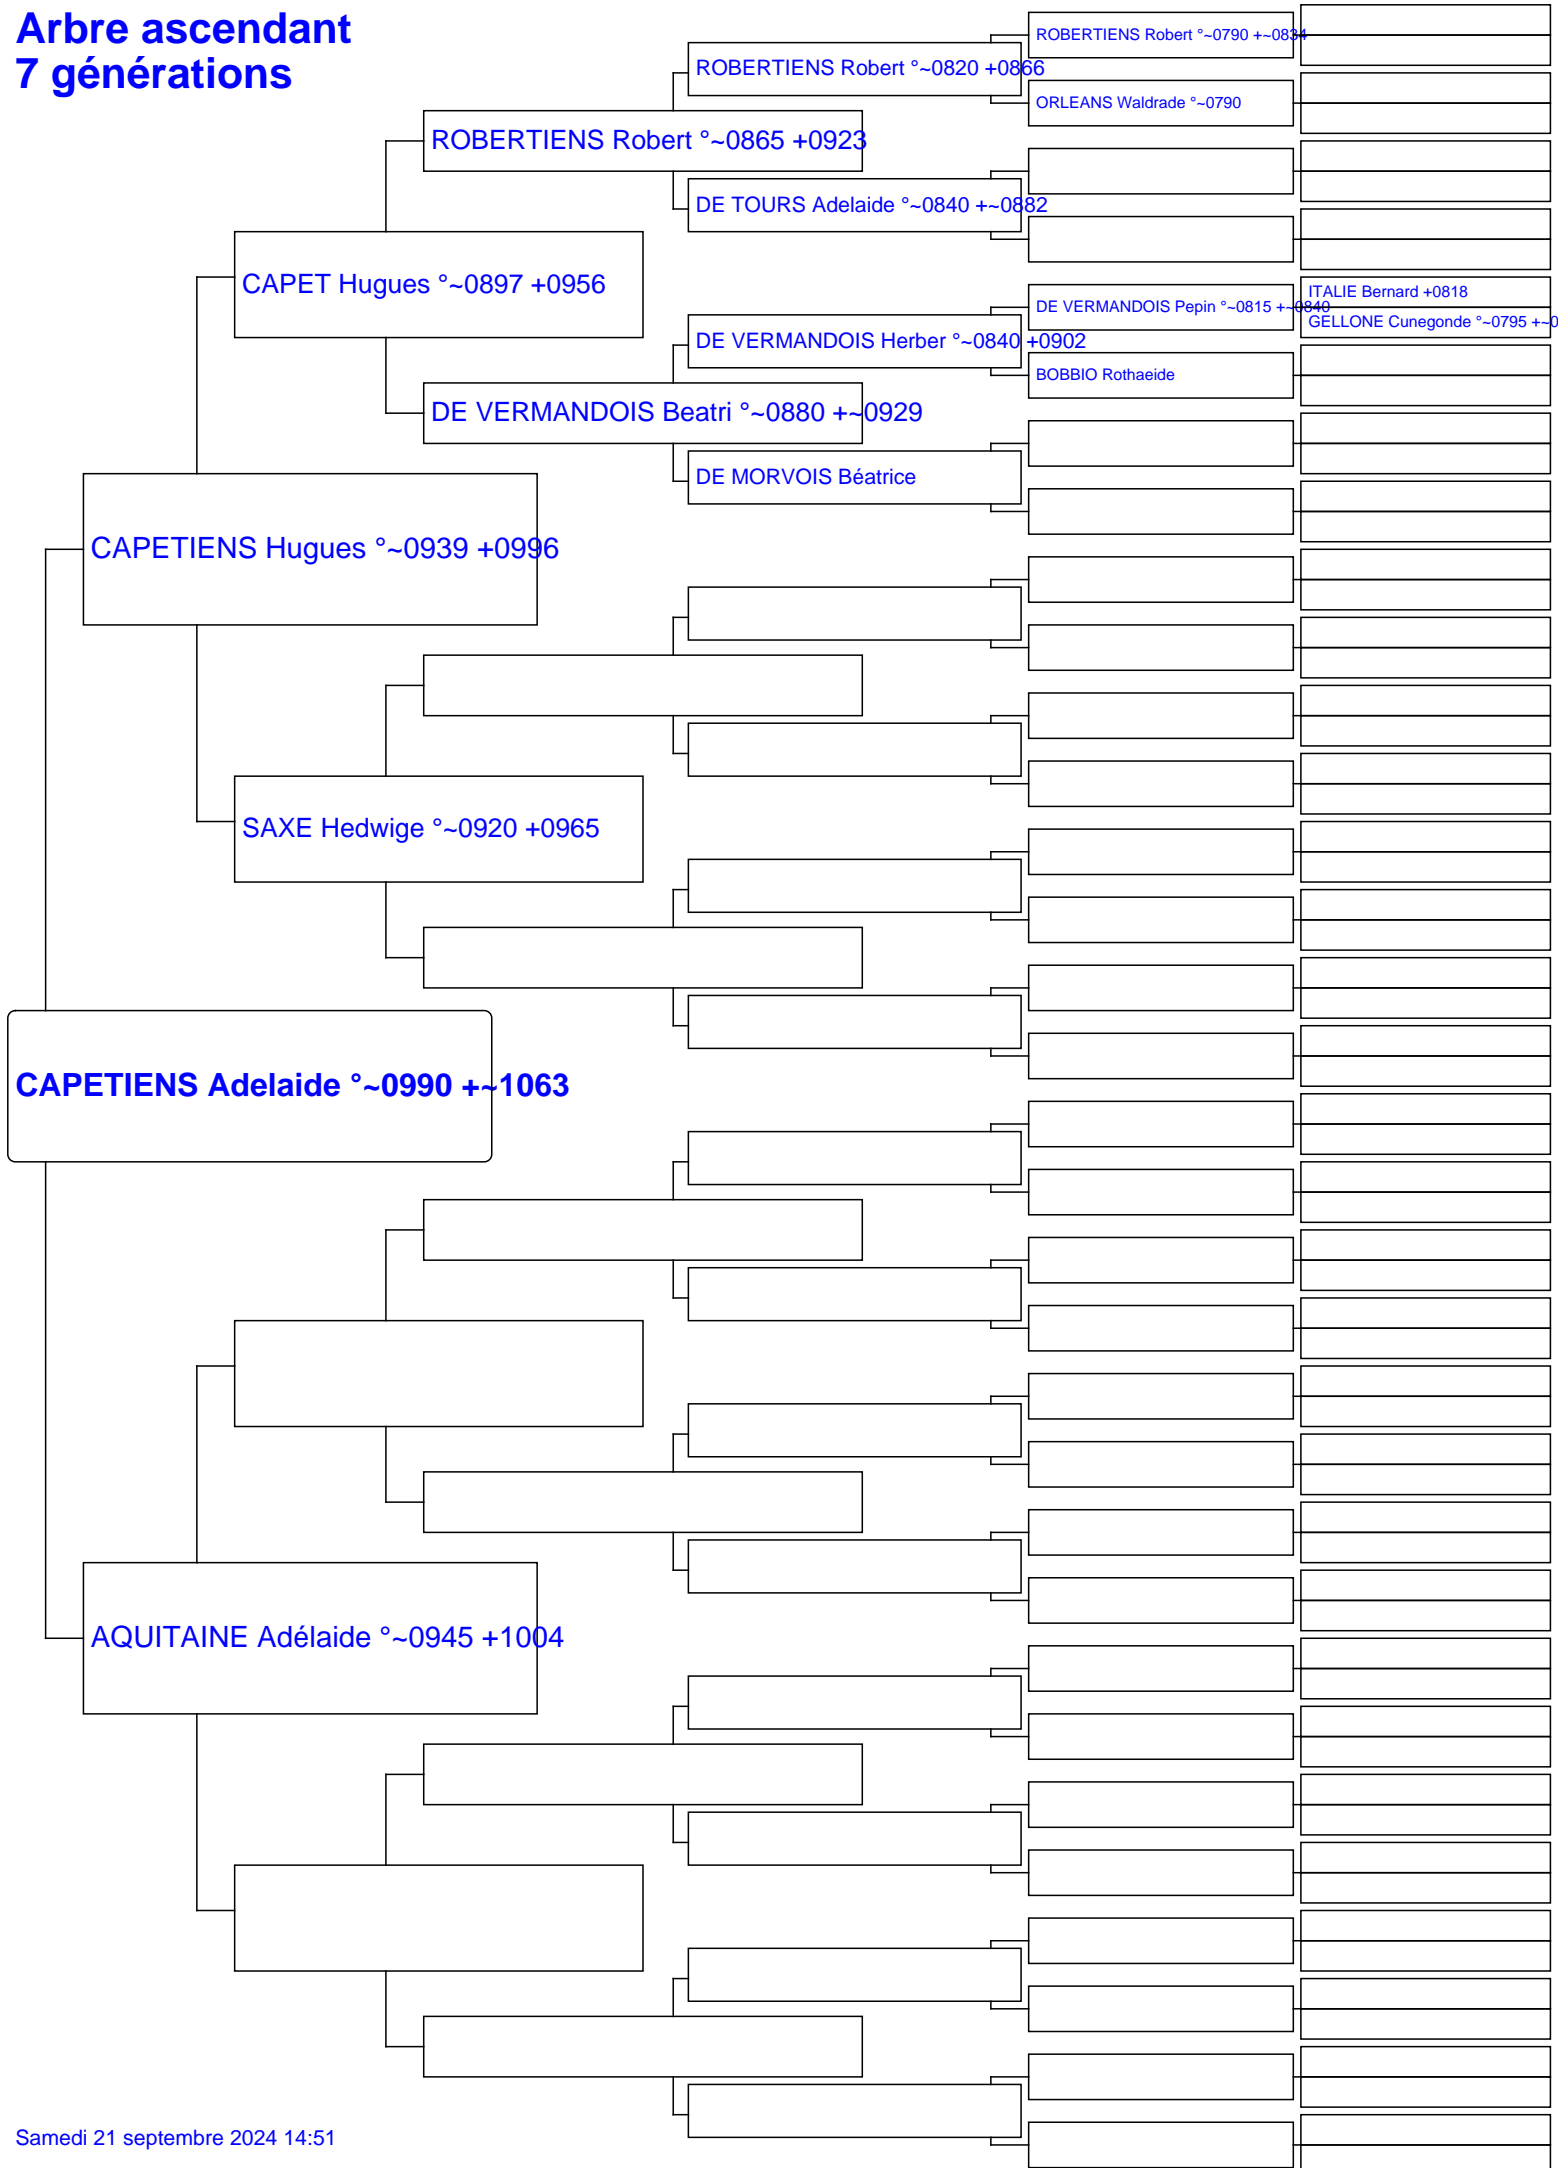 Arbre ascendant
7 générations
ROBERTIENS Robert °~0790 +~0834
ROBERTIENS Robert °~0820 +0866
ORLEANS Waldrade °~0790
ROBERTIENS Robert °~0865 +0923
DE TOURS Adelaide °~0840 +~0882
CAPET Hugues °~0897 +0956
ITALIE Bernard +0818
DE VERMANDOIS Pepin °~0815 +~0840
GELLONE Cunegonde °~0795 +~0
DE VERMANDOIS Herber °~0840 +0902
BOBBIO Rothaeide
DE VERMANDOIS Beatri °~0880 +~0929
DE MORVOIS Béatrice
CAPETIENS Hugues °~0939 +0996
SAXE Hedwige °~0920 +0965
CAPETIENS Adelaide °~0990 +~1063
AQUITAINE Adélaide °~0945 +1004
Samedi 21 septembre 2024 14:51